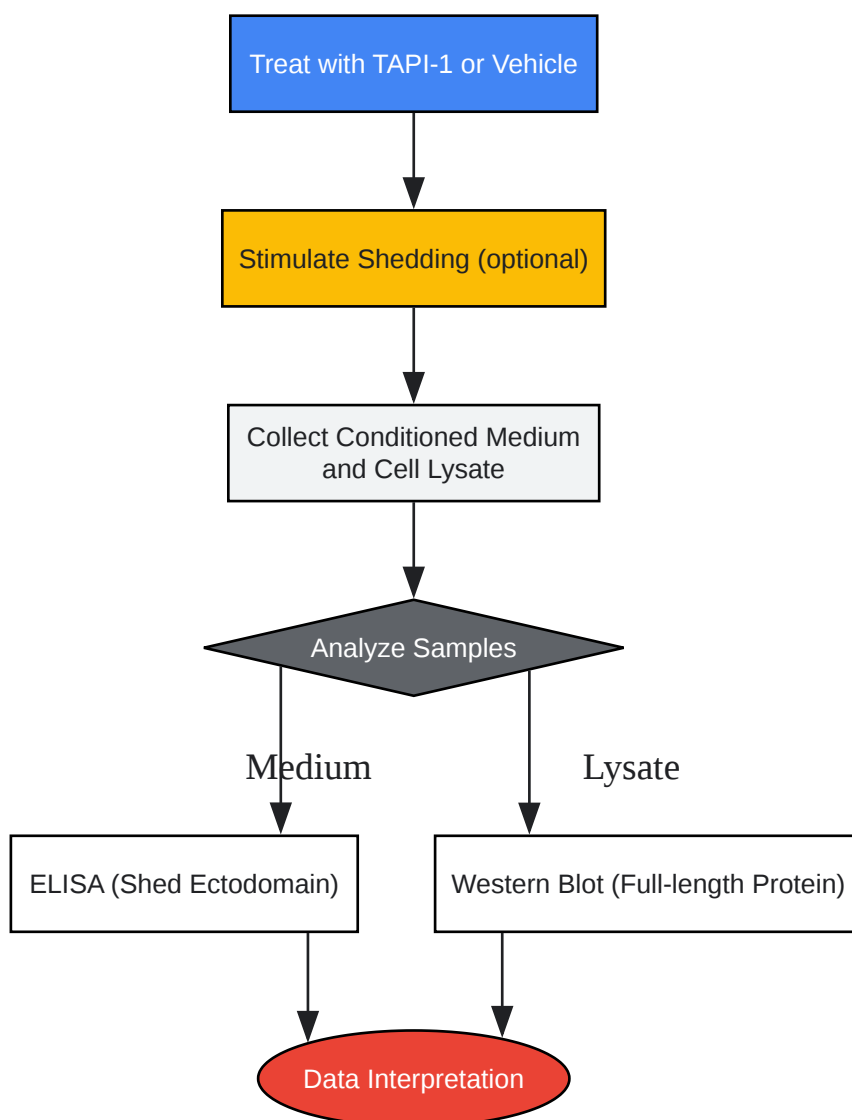 Treat with TAPI-1 or Vehicle
Stimulate Shedding (optional)
Collect Conditioned Medium
and Cell Lysate
Analyze Samples
Medium
Lysate
ELISA (Shed Ectodomain)
Western Blot (Full-length Protein)
Data Interpretation